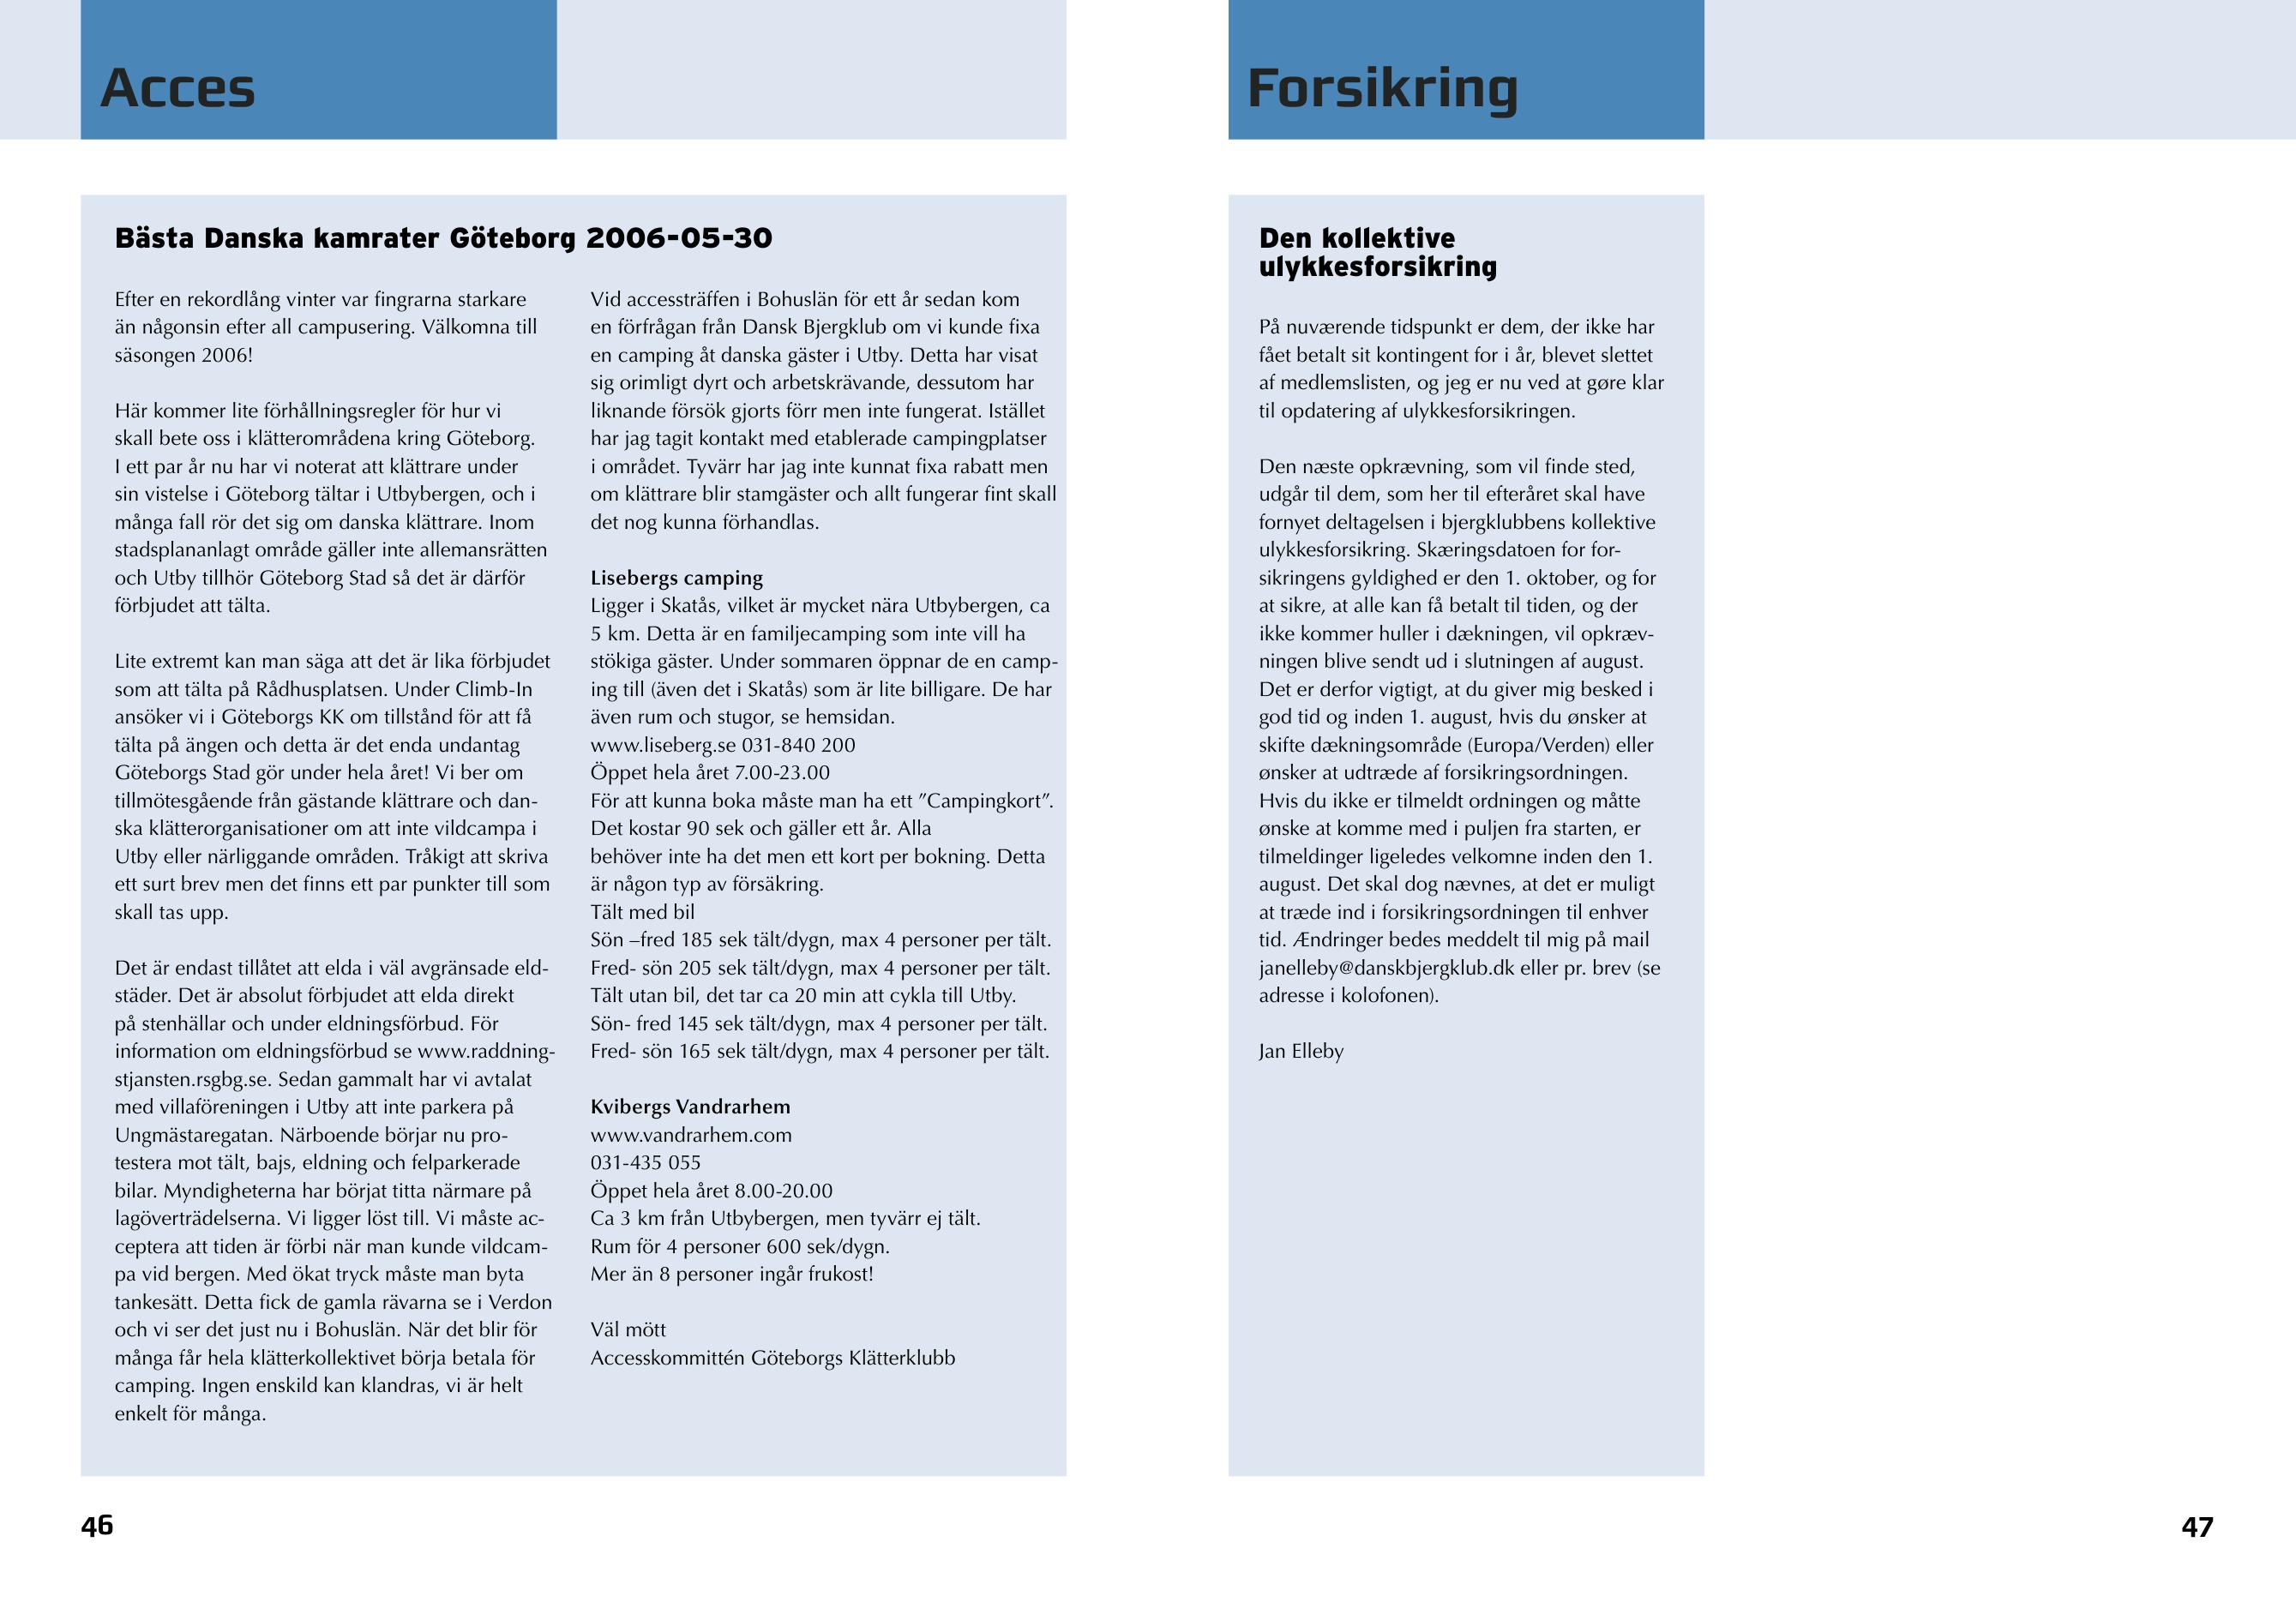 Acces
Bästa Danska kamrater Göteborg 2006-05-30
Efter en rekordlång vinter var fingrarna starkare
än någonsin efter all campusering. Välkomna till
säsongen 2006!
Här kommer lite förhållningsregler för hur vi
skall bete oss i klätterområdena kring Göteborg.
I ett par år nu har vi noterat att klättrare under
sin vistelse i Göteborg tältar i Utbybergen, och i
många fall rör det sig om danska klättrare. Inom
stadsplananlagt område gäller inte allemansrätten
och Utby tillhör Göteborg Stad så det är därför
förbjudet att tälta.
Lite extremt kan man säga att det är lika förbjudet
som att tälta på Rådhusplatsen. Under Climb-In
ansöker vi i Göteborgs KK om tillstånd för att få
tälta på ängen och detta är det enda undantag
Göteborgs Stad gör under hela året! Vi ber om
tillmötesgående från gästande klättrare och dan-
ska klätterorganisationer om att inte vildcampa i
Utby eller närliggande områden. Tråkigt att skriva
ett surt brev men det finns ett par punkter till som
skall tas upp.
Det är endast tillåtet att elda i väl avgränsade eld-
städer. Det är absolut förbjudet att elda direkt
på stenhällar och under eldningsförbud. För
information om eldningsförbud se www.raddning-
stjansten.rsgbg.se. Sedan gammalt har vi avtalat
med villaföreningen i Utby att inte parkera på
Ungmästaregatan. Närboende börjar nu pro-
testera mot tält, bajs, eldning och felparkerade
bilar. Myndigheterna har börjat titta närmare på
lagöverträdelserna. Vi ligger löst till. Vi måste ac-
ceptera att tiden är förbi när man kunde vildcam-
pa vid bergen. Med ökat tryck måste man byta
tankesätt. Detta fick de gamla rävarna se i Verdon
och vi ser det just nu i Bohuslän. När det blir för
många får hela klätterkollektivet börja betala för
camping. Ingen enskild kan klandras, vi är helt
enkelt för många.
Vid accessträffen i Bohuslän för ett år sedan kom
en förfrågan från Dansk Bjergklub om vi kunde fixa
en camping åt danska gäster i Utby. Detta har visat
sig orimligt dyrt och arbetskrävande, dessutom har
liknande försök gjorts förr men inte fungerat. Istället
har jag tagit kontakt med etablerade campingplatser
i området. Tyvärr har jag inte kunnat fixa rabatt men
om klättrare blir stamgäster och allt fungerar fint skall
det nog kunna förhandlas.
Lisebergs camping
Ligger i Skatås, vilket är mycket nära Utbybergen, ca
5 km. Detta är en familjecamping som inte vill ha
stökiga gäster. Under sommaren öppnar de en camp-
ing till (även det i Skatås) som är lite billigare. De har
även rum och stugor, se hemsidan.
www.liseberg.se 031-840 200
Öppet hela året 7.00-23.00
För att kunna boka måste man ha ett ”Campingkort”.
Det kostar 90 sek och gäller ett år. Alla
behöver inte ha det men ett kort per bokning. Detta
är någon typ av försäkring.
Tält med bil
Sön –fred 185 sek tält/dygn, max 4 personer per tält.
Fred- sön 205 sek tält/dygn, max 4 personer per tält.
Tält utan bil, det tar ca 20 min att cykla till Utby.
Sön- fred 145 sek tält/dygn, max 4 personer per tält.
Fred- sön 165 sek tält/dygn, max 4 personer per tält.
Kvibergs Vandrarhem
www.vandrarhem.com
031-435 055
Öppet hela året 8.00-20.00
Ca 3 km från Utbybergen, men tyvärr ej tält.
Rum för 4 personer 600 sek/dygn.
Mer än 8 personer ingår frukost!
Väl mött
Accesskommittén Göteborgs Klätterklubb
46
Forsikring
Den kollektive
ulykkesforsikring
På nuværende tidspunkt er dem, der ikke har
fået betalt sit kontingent for i år, blevet slettet
af medlemslisten, og jeg er nu ved at gøre klar
til opdatering af ulykkesforsikringen.
Den næste opkrævning, som vil finde sted,
udgår til dem, som her til efteråret skal have
fornyet deltagelsen i bjergklubbens kollektive
ulykkesforsikring. Skæringsdatoen for for-
sikringens gyldighed er den 1. oktober, og for
at sikre, at alle kan få betalt til tiden, og der
ikke kommer huller i dækningen, vil opkræv-
ningen blive sendt ud i slutningen af august.
Det er derfor vigtigt, at du giver mig besked i
god tid og inden 1. august, hvis du ønsker at
skifte dækningsområde (Europa/Verden) eller
ønsker at udtræde af forsikringsordningen.
Hvis du ikke er tilmeldt ordningen og måtte
ønske at komme med i puljen fra starten, er
tilmeldinger ligeledes velkomne inden den 1.
august. Det skal dog nævnes, at det er muligt
at træde ind i forsikringsordningen til enhver
tid. Ændringer bedes meddelt til mig på mail
janelleby@danskbjergklub.dk eller pr. brev (se
adresse i kolofonen).
Jan Elleby
47